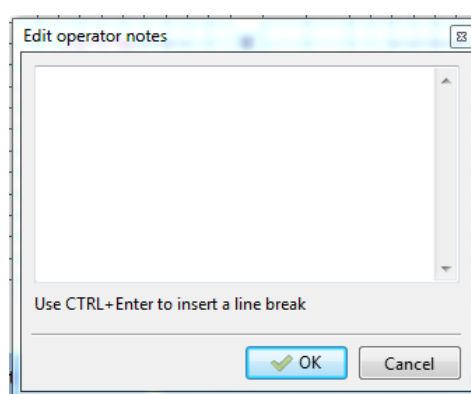 Edit operator notes
Use CTRL+Enter to insert a line break
OK
Cancel